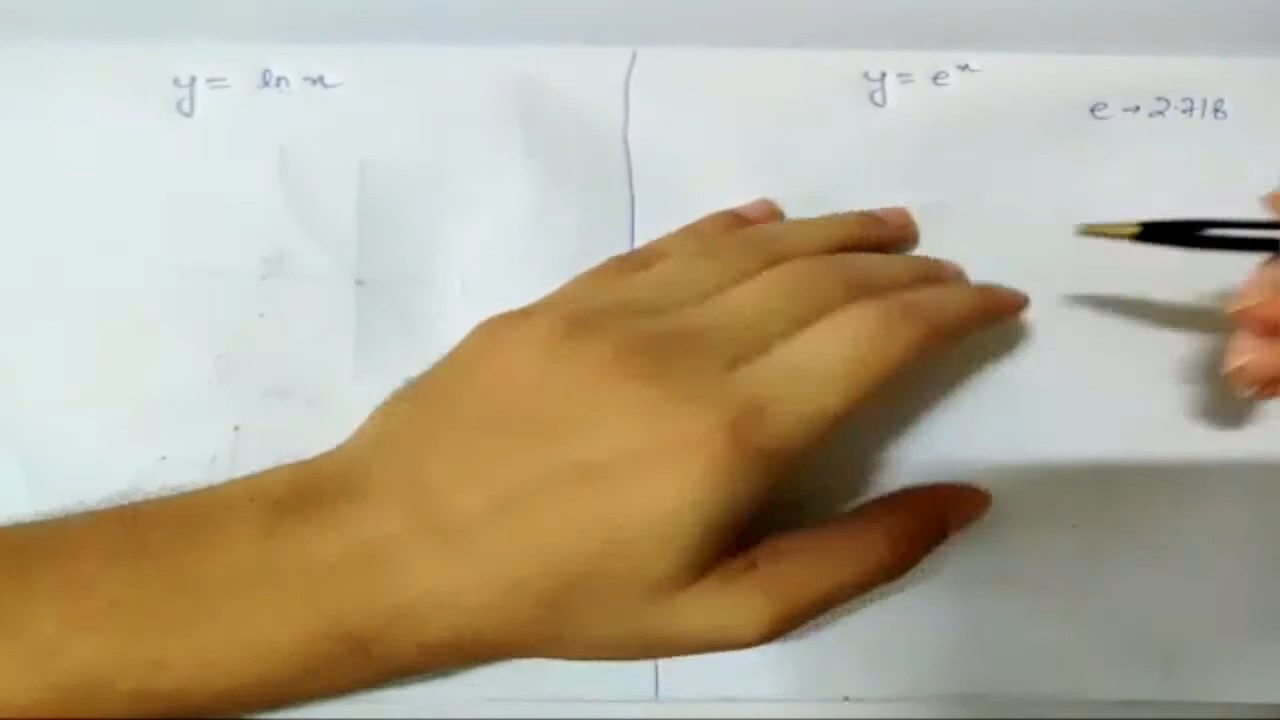 y = ln x
y = e^x
e → 2.718